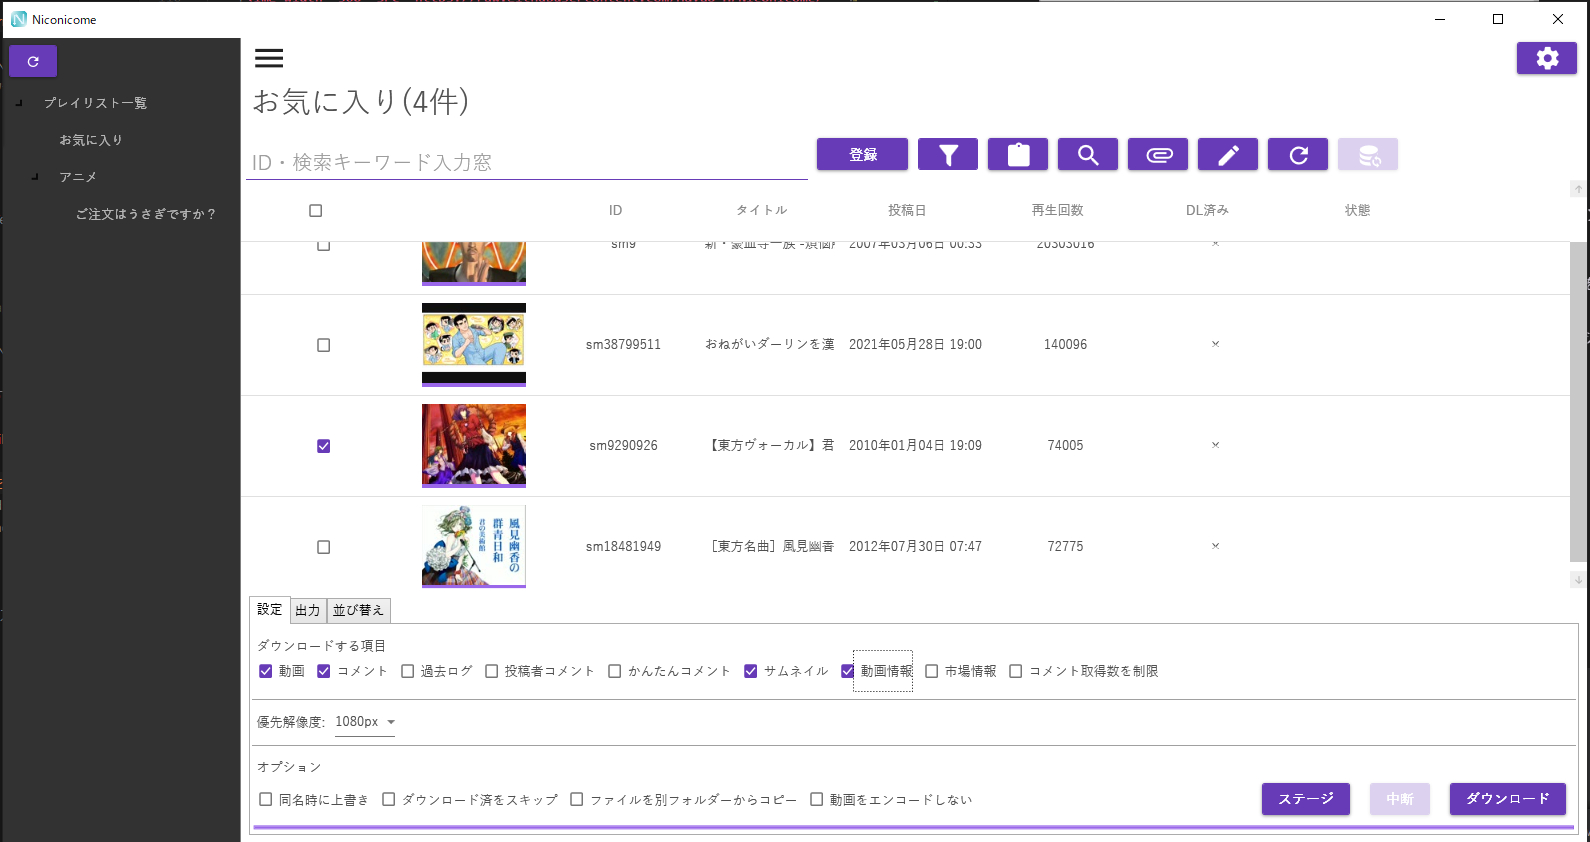 Niconicome
プレイリスト一覧
お気に入り
アニメ
ご注文はうさぎですか？
お気に入り(4件)
ID・検索キーワード入力窓
登録
ID タイトル 投稿日 再生回数 DL済み 状態
sm9 新・豪血寺一族 -煩悩 2007年03月06日 00:33 20303016 ×
sm38799511 おねがいダーリンを漢 2021年05月28日 19:00 140096 ×
sm9290926 【東方ヴォーカル】君 2010年01月04日 19:09 74005 ×
風見幽香の
群青日和
君の美術館
sm18481949 ［東方名曲］風見幽香 2012年07月30日 07:47 72775 ×
設定 出力 並び替え
ダウンロードする項目
動画 コメント 過去ログ 投稿者コメント かんたんコメント サムネイル 動画情報 市場情報 コメント取得数を制限
優先解像度: 1080px
オプション
同名時に上書き ダウンロード済をスキップ ファイルを別フォルダーからコピー 動画をエンコードしない
ステージ 中断 ダウンロード